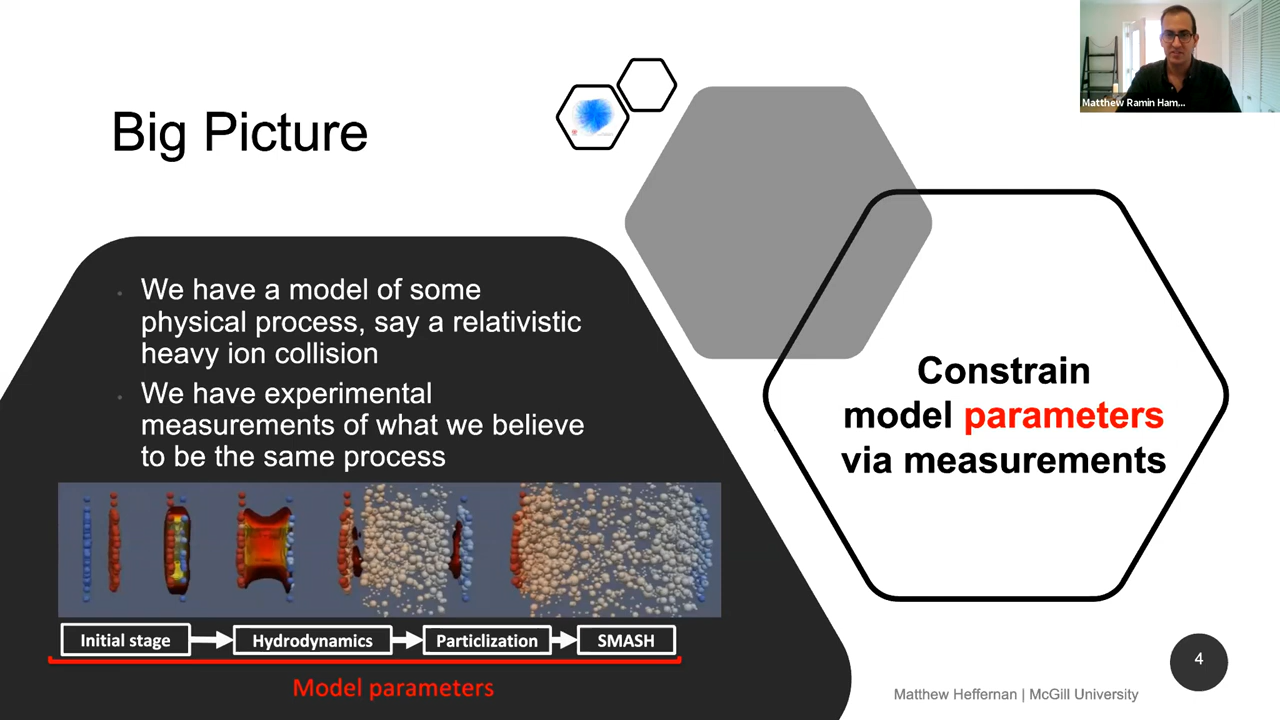 Matthew Ramin Ham...
Big Picture
We have a model of some
physical process, say a relativistic
heavy ion collision
We have experimental
measurements of what we believe
to be the same process
Constrain
model parameters
via measurements
Initial stage
Hydrodynamics
Particlization
SMASH
Model parameters
4
Matthew Heffernan | McGill University